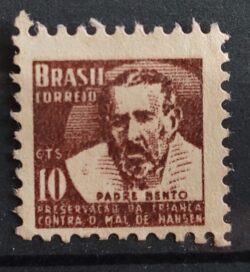 BRASIL
CORREIO
CTS
10
PADRE BENTO
PRESERVAÇÃO DA CRIANÇA
CONTRA O MAL DE HANSEN